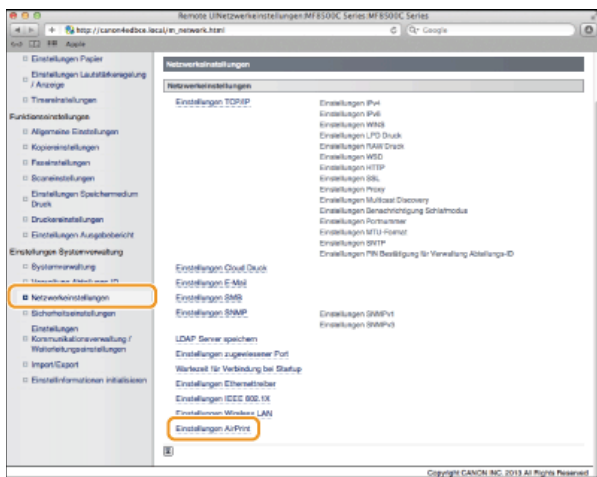 Remote UI:Netzwerkeinstellungen:MF8500C Series:MF8500C Series
http://canon4edbce.local/m_network.html
Google
Apple
Einstellungen Papier
Einstellungen Lautstärkeregelung
/ Anzeige
Timereinstellungen
Funktionseinstellungen
Allgemeine Einstellungen
Kopiereinstellungen
Faxeinstellungen
Scaneinstellungen
Einstellungen Speichermedium
Druck
Druckereinstellungen
Einstellungen Ausgabebericht
Einstellungen Systemverwaltung
Systemverwaltung
Verwaltung Abteilungs-ID
Netzwerkeinstellungen
Sicherheitseinstellungen
Einstellungen
Kommunikationsverwaltung /
Weiterleitungseinstellungen
Import/Export
Einstellinformationen initialisieren
Netzwerkeinstellungen
Netzwerkeinstellungen
Einstellungen TCP/IP
Einstellungen IPv4
Einstellungen IPv6
Einstellungen WINS
Einstellungen LPD Druck
Einstellungen RAW Druck
Einstellungen WSD
Einstellungen HTTP
Einstellungen SSL
Einstellungen Proxy
Einstellungen Multicast Discovery
Einstellungen Benachrichtigung Schlafmodus
Einstellungen Portnummer
Einstellungen MTU-Format
Einstellungen SNTP
Einstellungen PIN Bestätigung für Verwaltung Abteilungs-ID
Einstellungen Cloud Druck
Einstellungen E-Mail
Einstellungen SMB
Einstellungen SNMP
Einstellungen SNMPv1
Einstellungen SNMPv3
LDAP Server speichern
Einstellungen zugewiesener Port
Wartezeit für Verbindung bei Startup
Einstellungen Ethernettreiber
Einstellungen IEEE 802.1X
Einstellungen Wireless LAN
Einstellungen AirPrint
Copyright CANON INC. 2013 All Rights Reserved